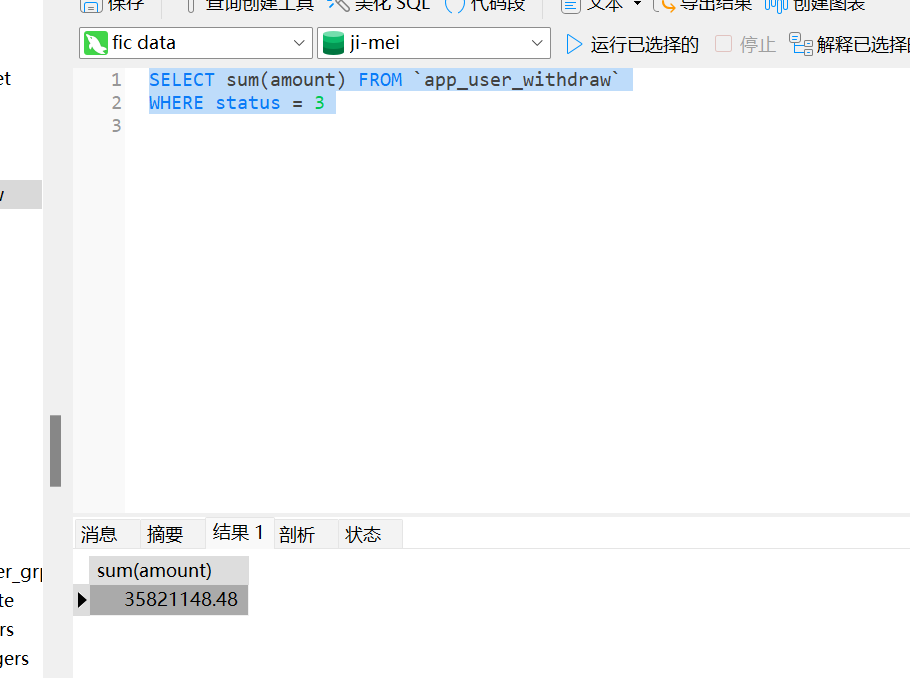 保存 查询创建工具 美化 SQL () 代码段 文本 导出结果 创建图表
fic data ji-mei 运行已选择的 停止 解释已选择的
1 SELECT sum(amount) FROM `app_user_withdraw`
2 WHERE status = 3
3
消息 摘要 结果 1 剖析 状态
sum(amount)
35821148.48
et
er_grp
te
rs
gers